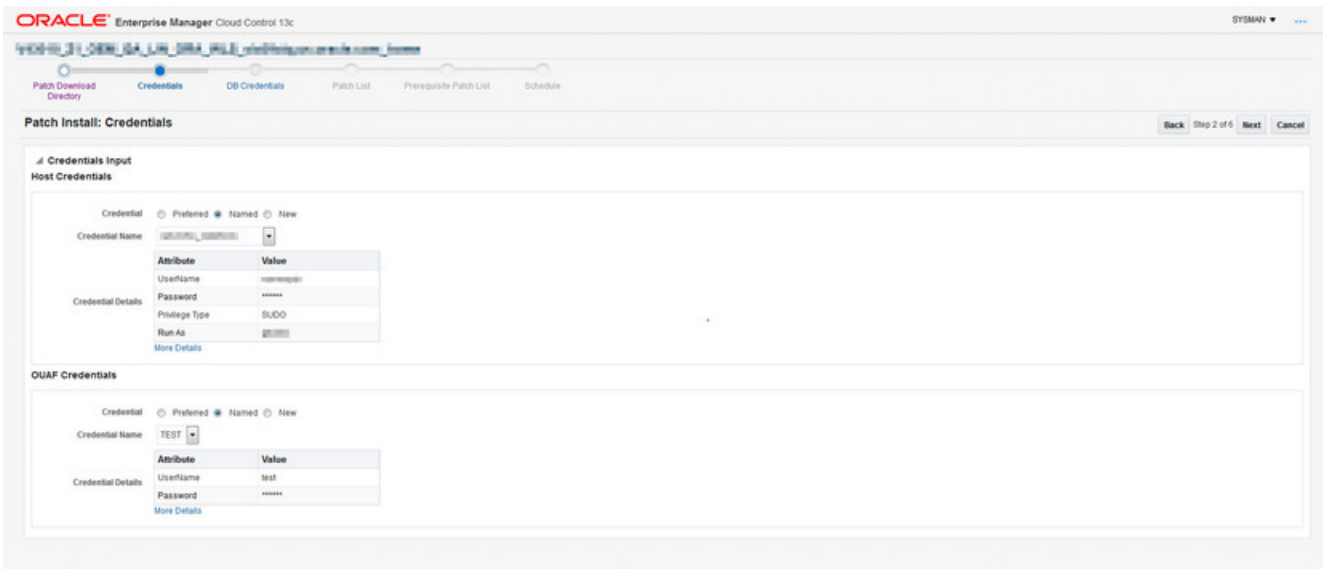 ORACLE Enterprise Manager Cloud Control 13c
SYSMAN
Patch Download Directory
Credentials
DB Credentials
Patch List
Prerequisite Patch List
Schedule
Patch Install: Credentials
Back Step 2 of 6 Next Cancel
Credentials Input
Host Credentials
Credential Preferred Named New
Credential Name
Attribute Value
UserName
Credential Details
Password ******
Privilege Type SUDO
Run As
More Details
OUAF Credentials
Credential Preferred Named New
Credential Name TEST
Attribute Value
UserName test
Credential Details
Password ******
More Details